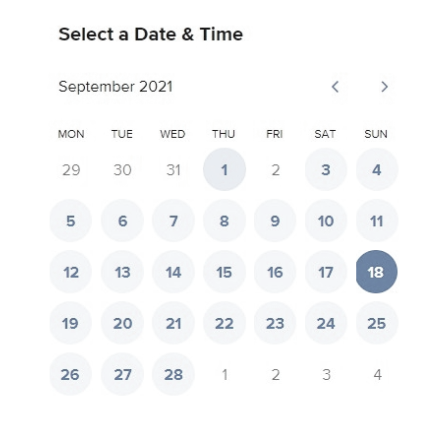 Select a Date & Time
September 2021
MON TUE WED THU FRI SAT SUN
29 30 31 1 2 3 4
5 6 7 8 9 10 11
12 13 14 15 16 17 18
19 20 21 22 23 24 25
26 27 28 1 2 3 4